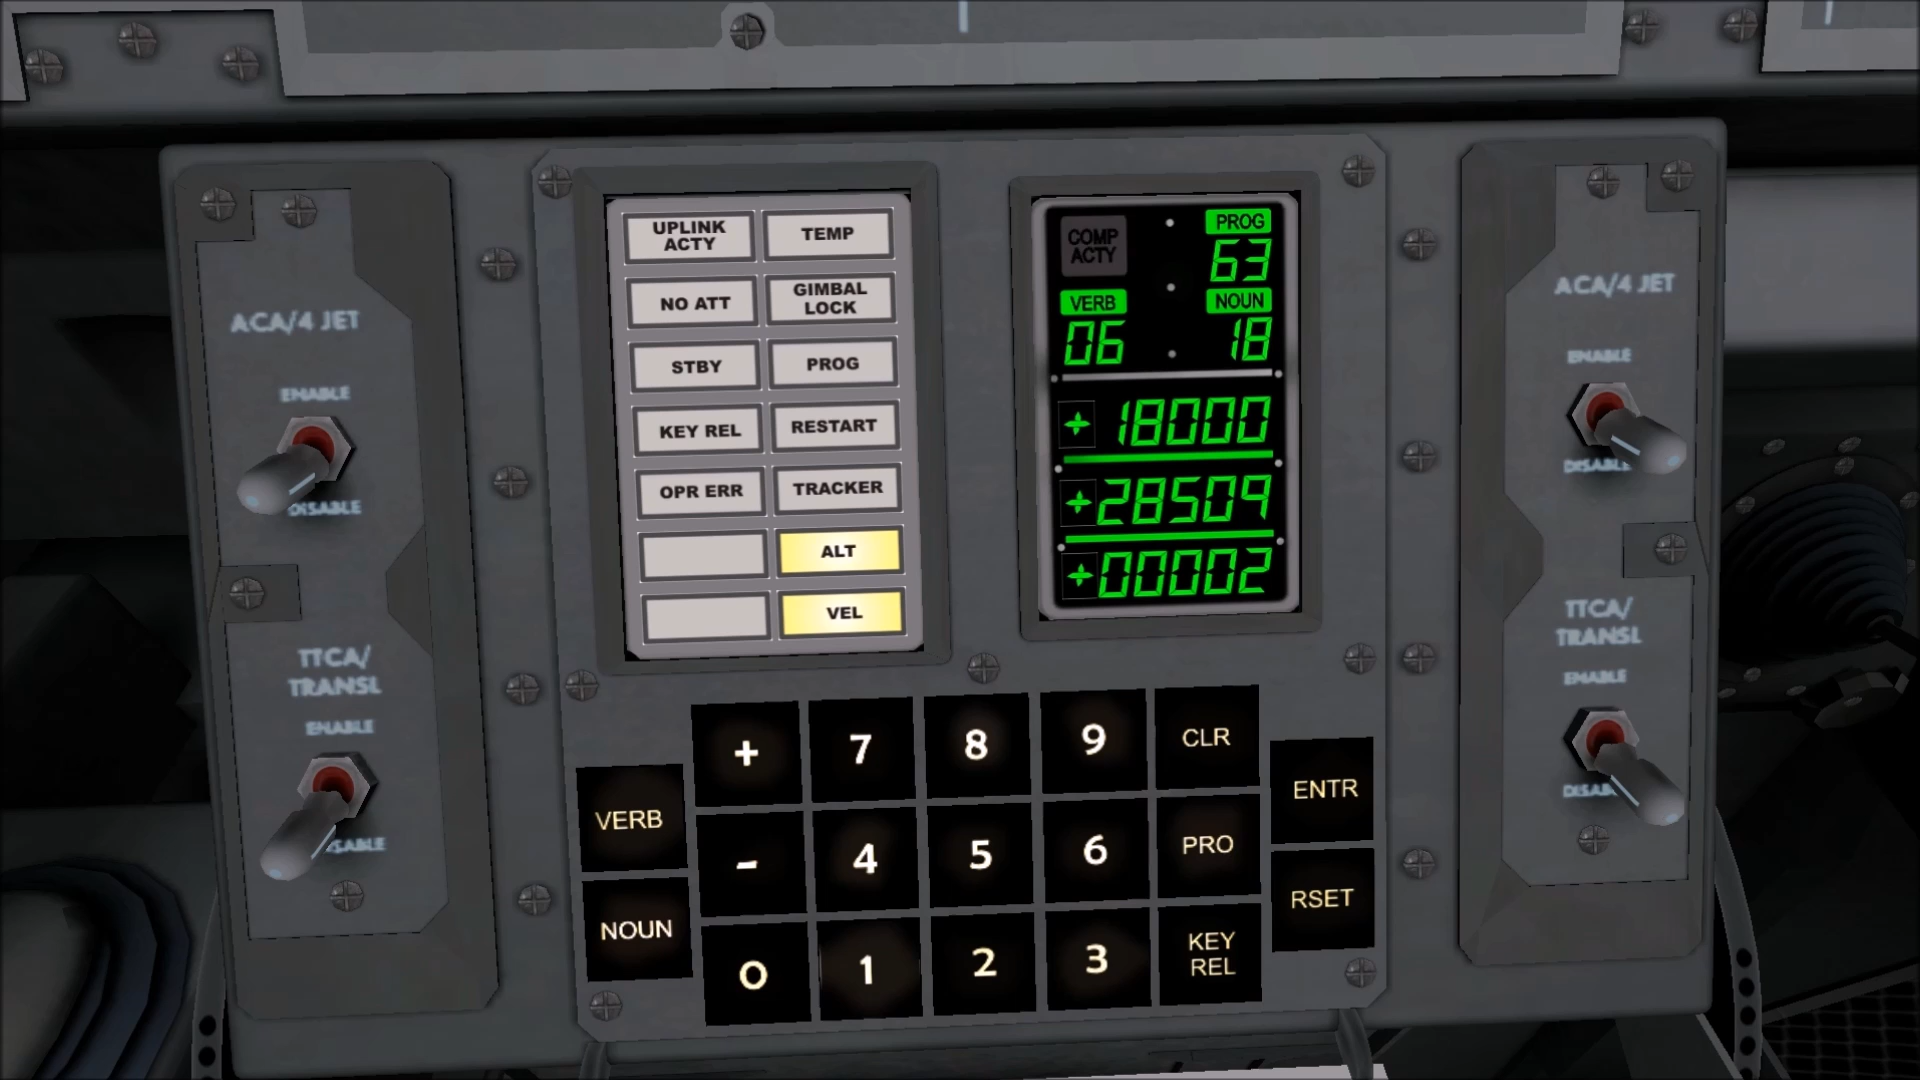 ACA/4 JET
ENABLE
DISABLE
TTCA/
TRANSL
ENABLE
UPLINK
ACTY
TEMP
NO ATT
GIMBAL
LOCK
STBY
PROG
KEY REL
RESTART
OPR ERR
TRACKER
ALT
VEL
COMP
ACTY
PROG
63
VERB
NOUN
06
18
+18000
+28509
+00002
VERB
NOUN
+
7
8
9
CLR
-
4
5
6
PRO
0
1
2
3
KEY
REL
ENTR
RSET
ACA/4 JET
ENABLE
DISABLE
TTCA/
TRANSL
ENABLE